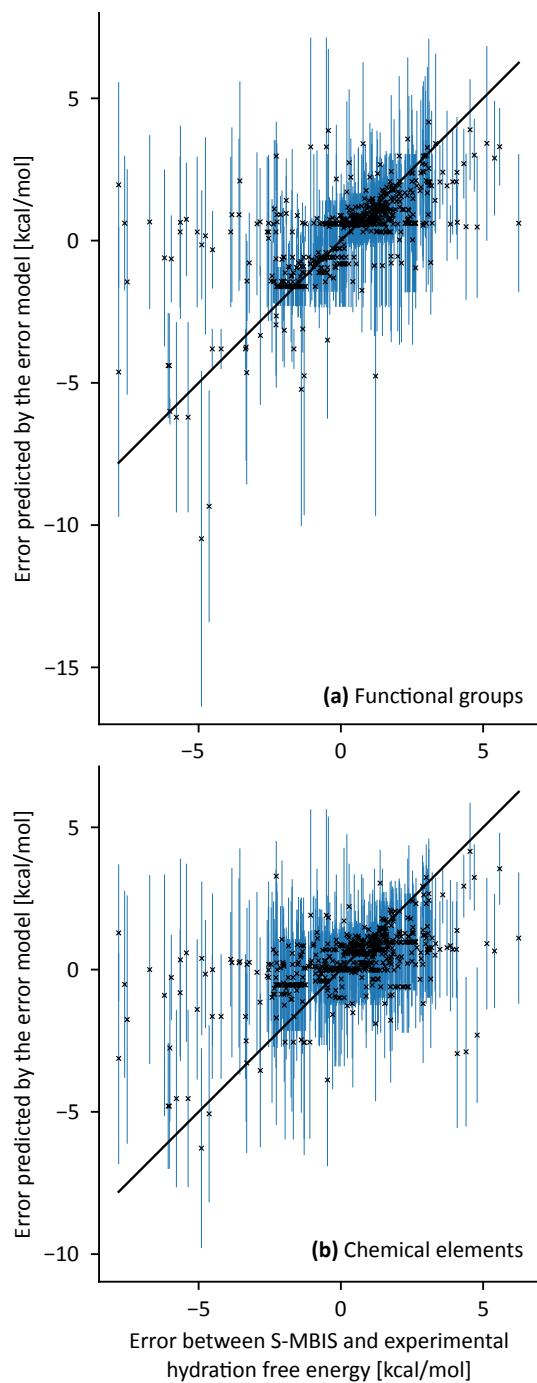 5
0
−5
−10
−15
Error predicted by the error model [kcal/mol]
(a) Functional groups
−5
0
5
5
0
−5
−10
Error predicted by the error model [kcal/mol]
(b) Chemical elements
−5
0
5
Error between S-MBIS and experimental
hydration free energy [kcal/mol]